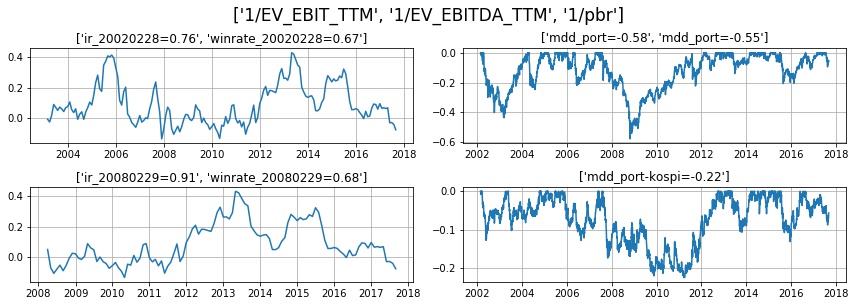 ['1/EV_EBIT_TTM', '1/EV_EBITDA_TTM', '1/pbr']
['ir_20020228=0.76', 'winrate_20020228=0.67']
0.4
0.2
0.0
2004 2006 2008 2010 2012 2014 2016 2018
['mdd_port=-0.58', 'mdd_port=-0.55']
0.0
−0.2
−0.4
−0.6
2002 2004 2006 2008 2010 2012 2014 2016 2018
['ir_20080229=0.91', 'winrate_20080229=0.68']
0.4
0.2
0.0
2008 2009 2010 2011 2012 2013 2014 2015 2016 2017 2018
['mdd_port-kospi=-0.22']
0.0
−0.1
−0.2
2002 2004 2006 2008 2010 2012 2014 2016 2018